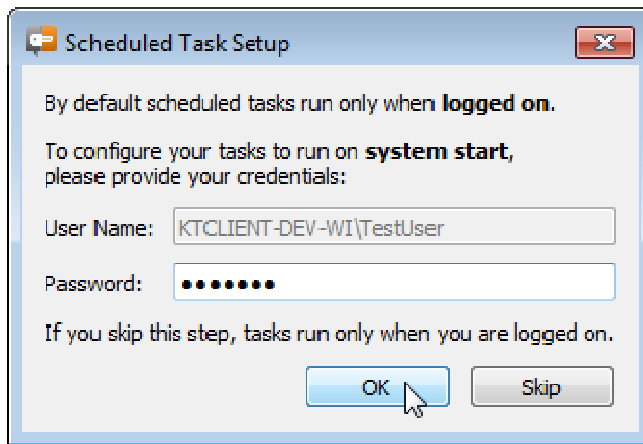 Scheduled Task Setup
By default scheduled tasks run only when logged on.
To configure your tasks to run on system start,
please provide your credentials:
User Name: KTCLIENT-DEV-WI\TestUser
Password: •••••••
If you skip this step, tasks run only when you are logged on.
OK Skip